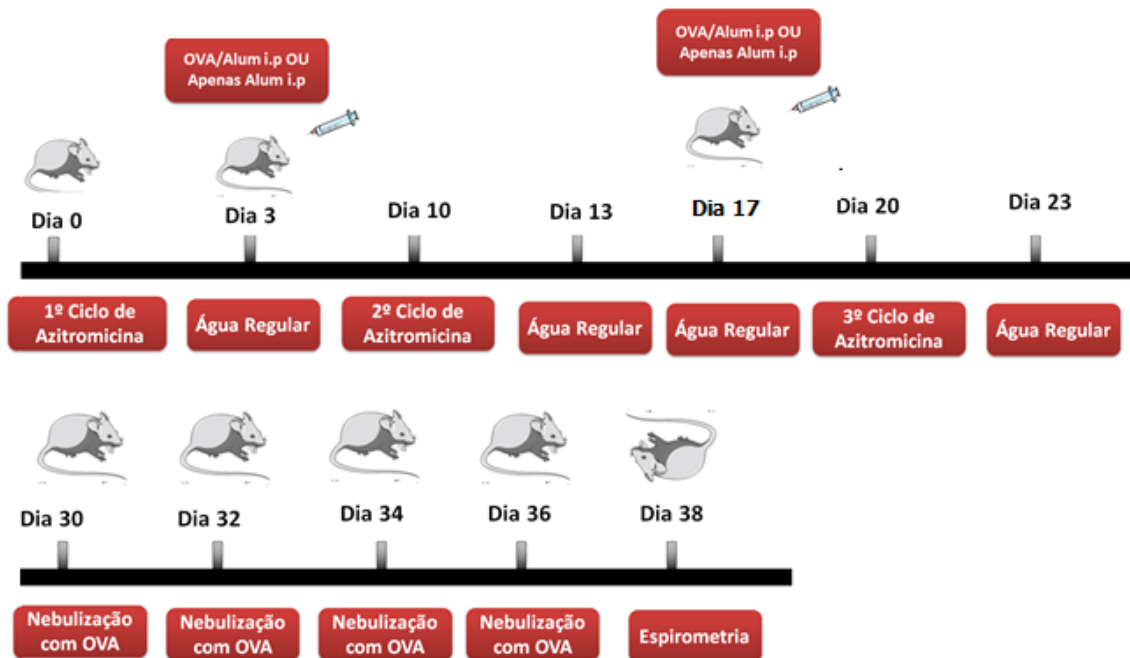 OVA/Alum i.p OU
Apenas Alum i.p
OVA/Alum i.p OU
Apenas Alum i.p
Dia 0
Dia 3
Dia 10
Dia 13
Dia 17
Dia 20
Dia 23
1º Ciclo de
Azitromicina
Água Regular
2º Ciclo de
Azitromicina
Água Regular
Água Regular
3º Ciclo de
Azitromicina
Água Regular
Dia 30
Dia 32
Dia 34
Dia 36
Dia 38
Nebulização
com OVA
Nebulização
com OVA
Nebulização
com OVA
Nebulização
com OVA
Espirometria